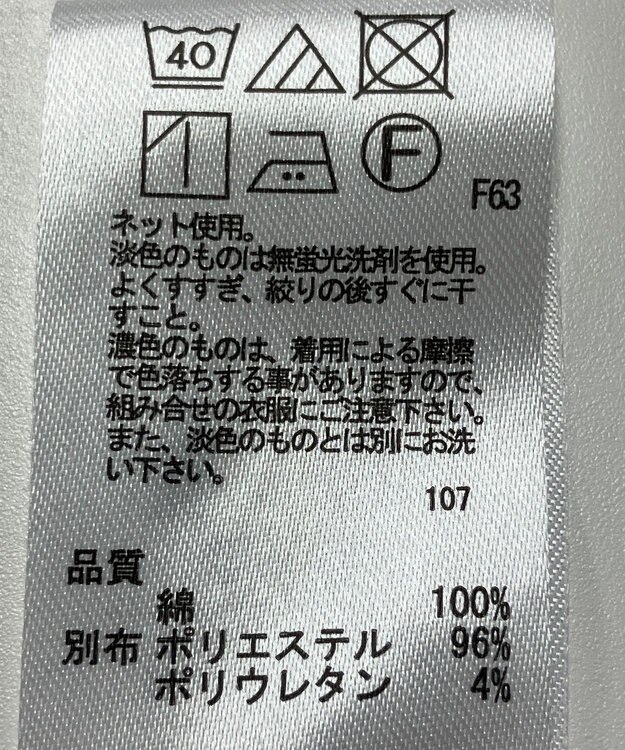 40
F
F63
ネット使用。
淡色のものは無蛍光洗剤を使用。
よくすすぎ、絞りの後すぐに干
すこと。
濃色のものは、着用による摩擦
で色落ちする事がありますので、
組み合せの衣服にご注意下さい。
また、淡色のものとは別にお洗
い下さい。
107
品質
綿 100%
別布 ポリエステル 96%
ポリウレタン 4%